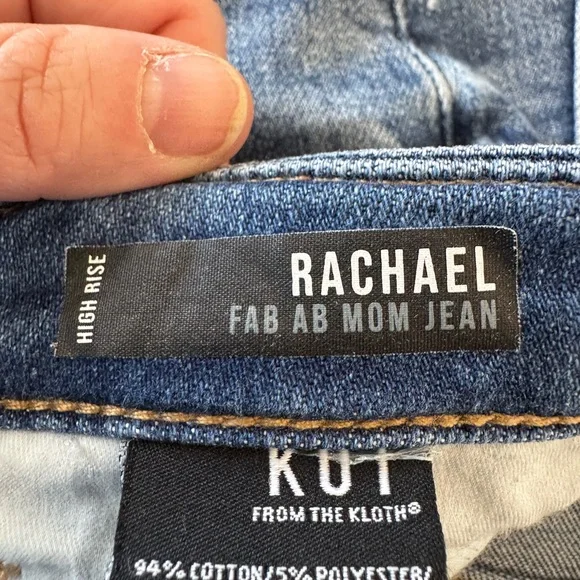 HIGH RISE
RACHAEL
FAB AB MOM JEAN
KUT
FROM THE KLOTH®
94% COTTON/5% POLYESTER/